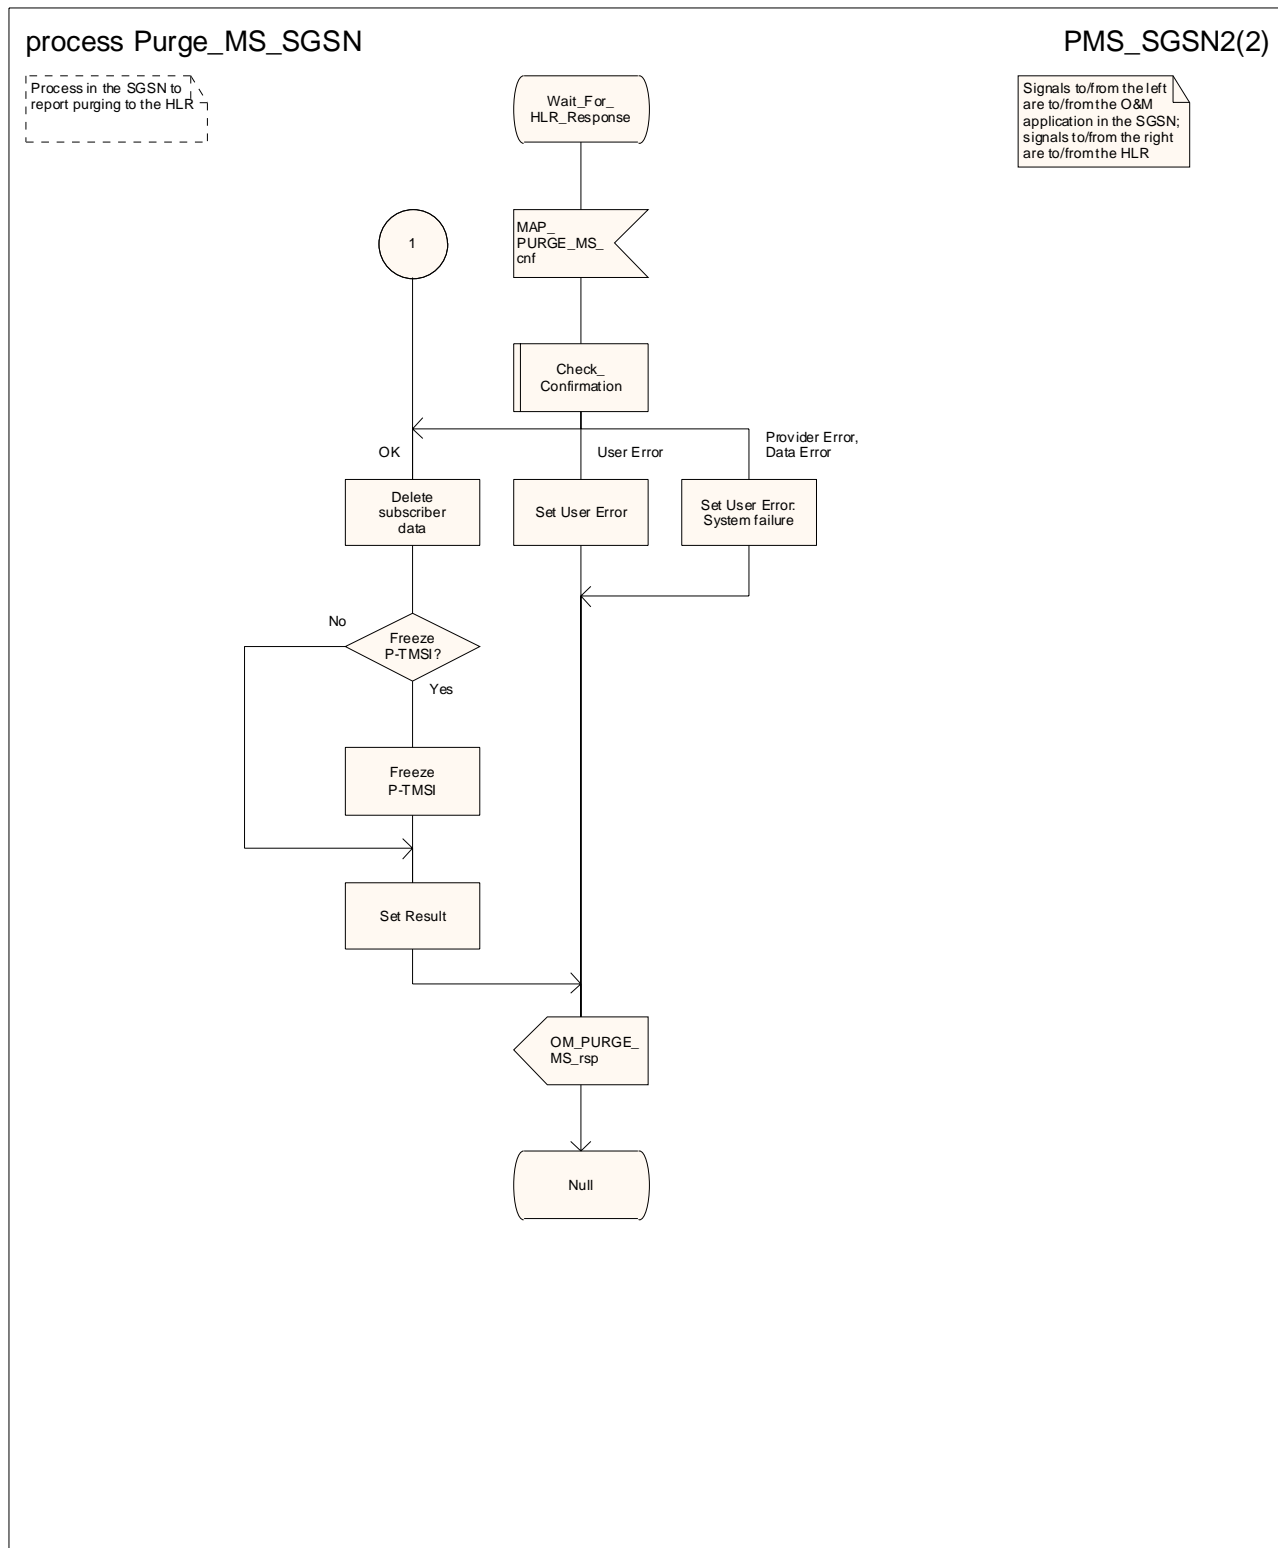 process Purge_MS_SGSN
PMS_SGSN2(2)
Process in the SGSN to
report purging to the HLR
Wait_For_
HLR_Response
Signals to/from the left
are to/from the O&M
application in the SGSN;
signals to/from the right
are to/from the HLR
1
MAP_
PURGE_MS_
cnf
Check_
Confirmation
OK
User Error
Provider Error,
Data Error
Delete
subscriber
data
Set User Error
Set User Error:
System failure
No
Freeze
P-TMSI?
Yes
Freeze
P-TMSI
Set Result
OM_PURGE_
MS_rsp
Null